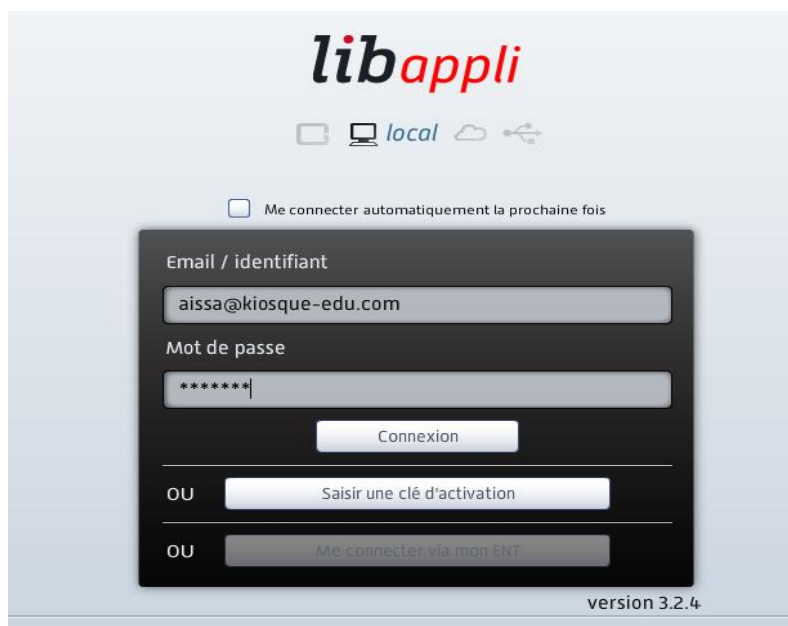 libappli
local
Me connecter automatiquement la prochaine fois
Email / identifiant
aissa@kiosque-edu.com
Mot de passe
*******
Connexion
OU Saisir une clé d'activation
OU Me connecter via mon ENT
version 3.2.4